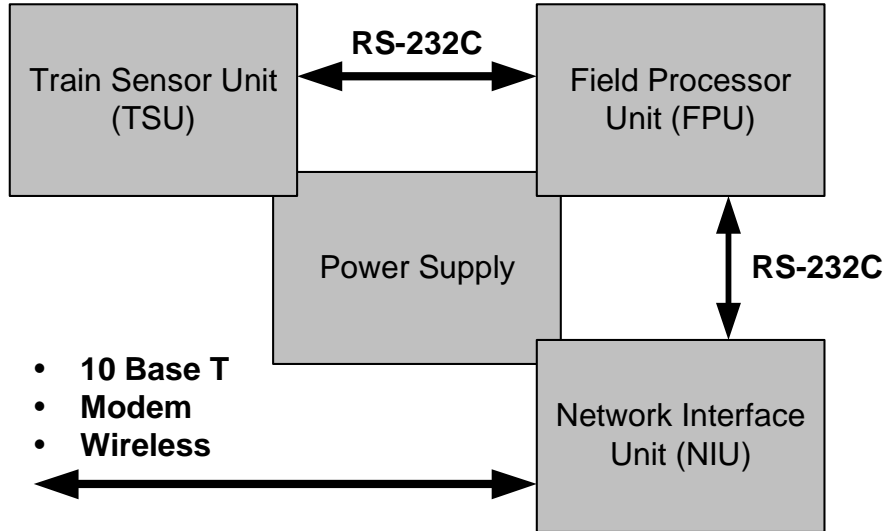 RS-232C
Train Sensor Unit
(TSU)
Field Processor
Unit (FPU)
Power Supply
RS-232C
• 10 Base T
• Modem
• Wireless
Network Interface
Unit (NIU)